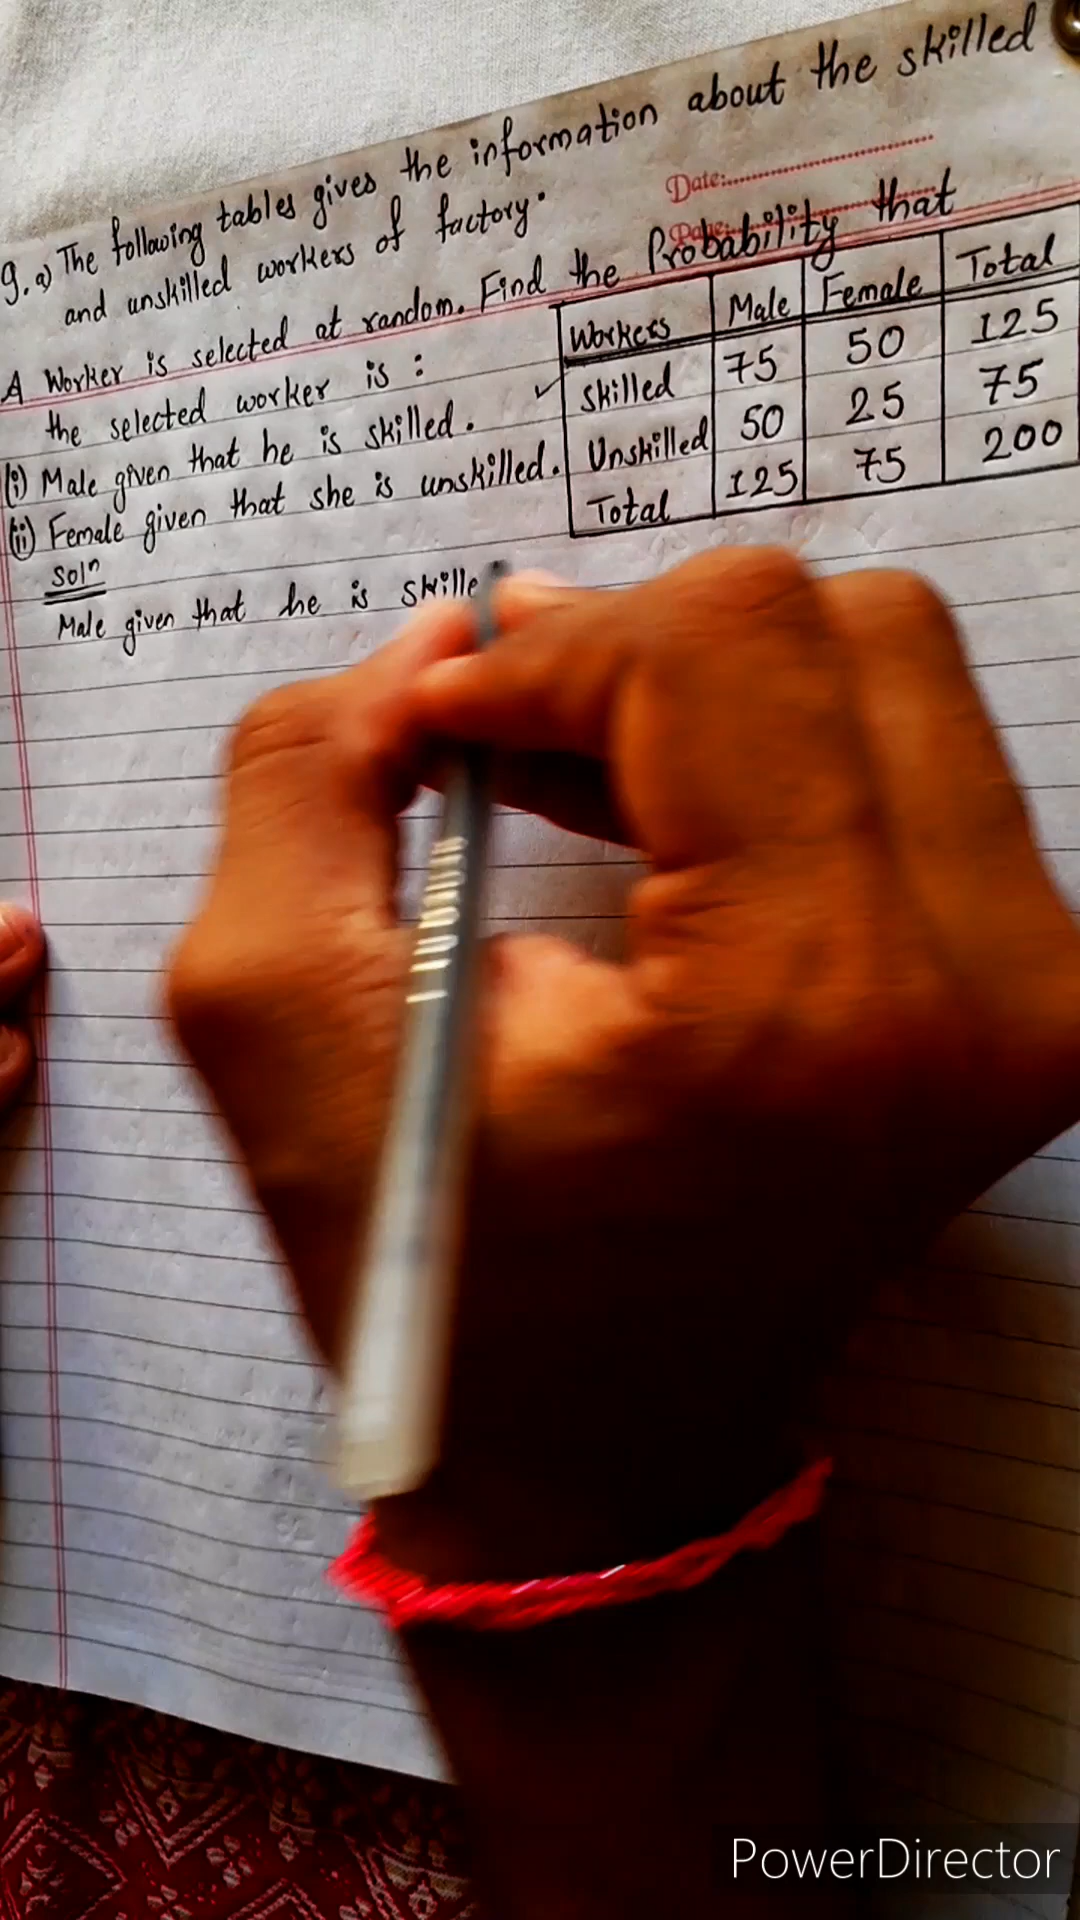 9. a) The following tables gives the information about the skilled
and unskilled workers of factory.
Date:
A Worker is selected at random. Find the Probability that
the selected worker is :
(i) Male given that he is skilled.
(ii) Female given that she is unskilled.
Workers Male Female Total
Skilled 75 50 125
Unskilled 50 25 75
Total 125 75 200
Soln
Male given that he is skille
PowerDirector